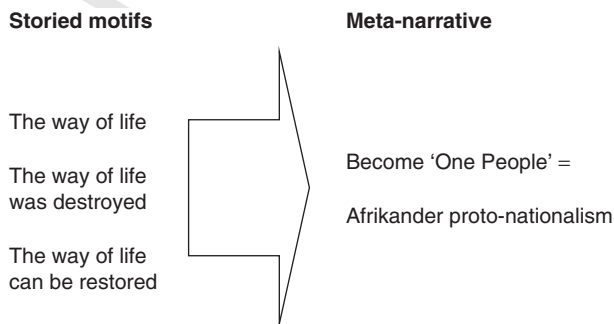 Storied motifs
Meta-narrative
The way of life
The way of life
was destroyed
The way of life
can be restored
Become ‘One People’ =
Afrikander proto-nationalism